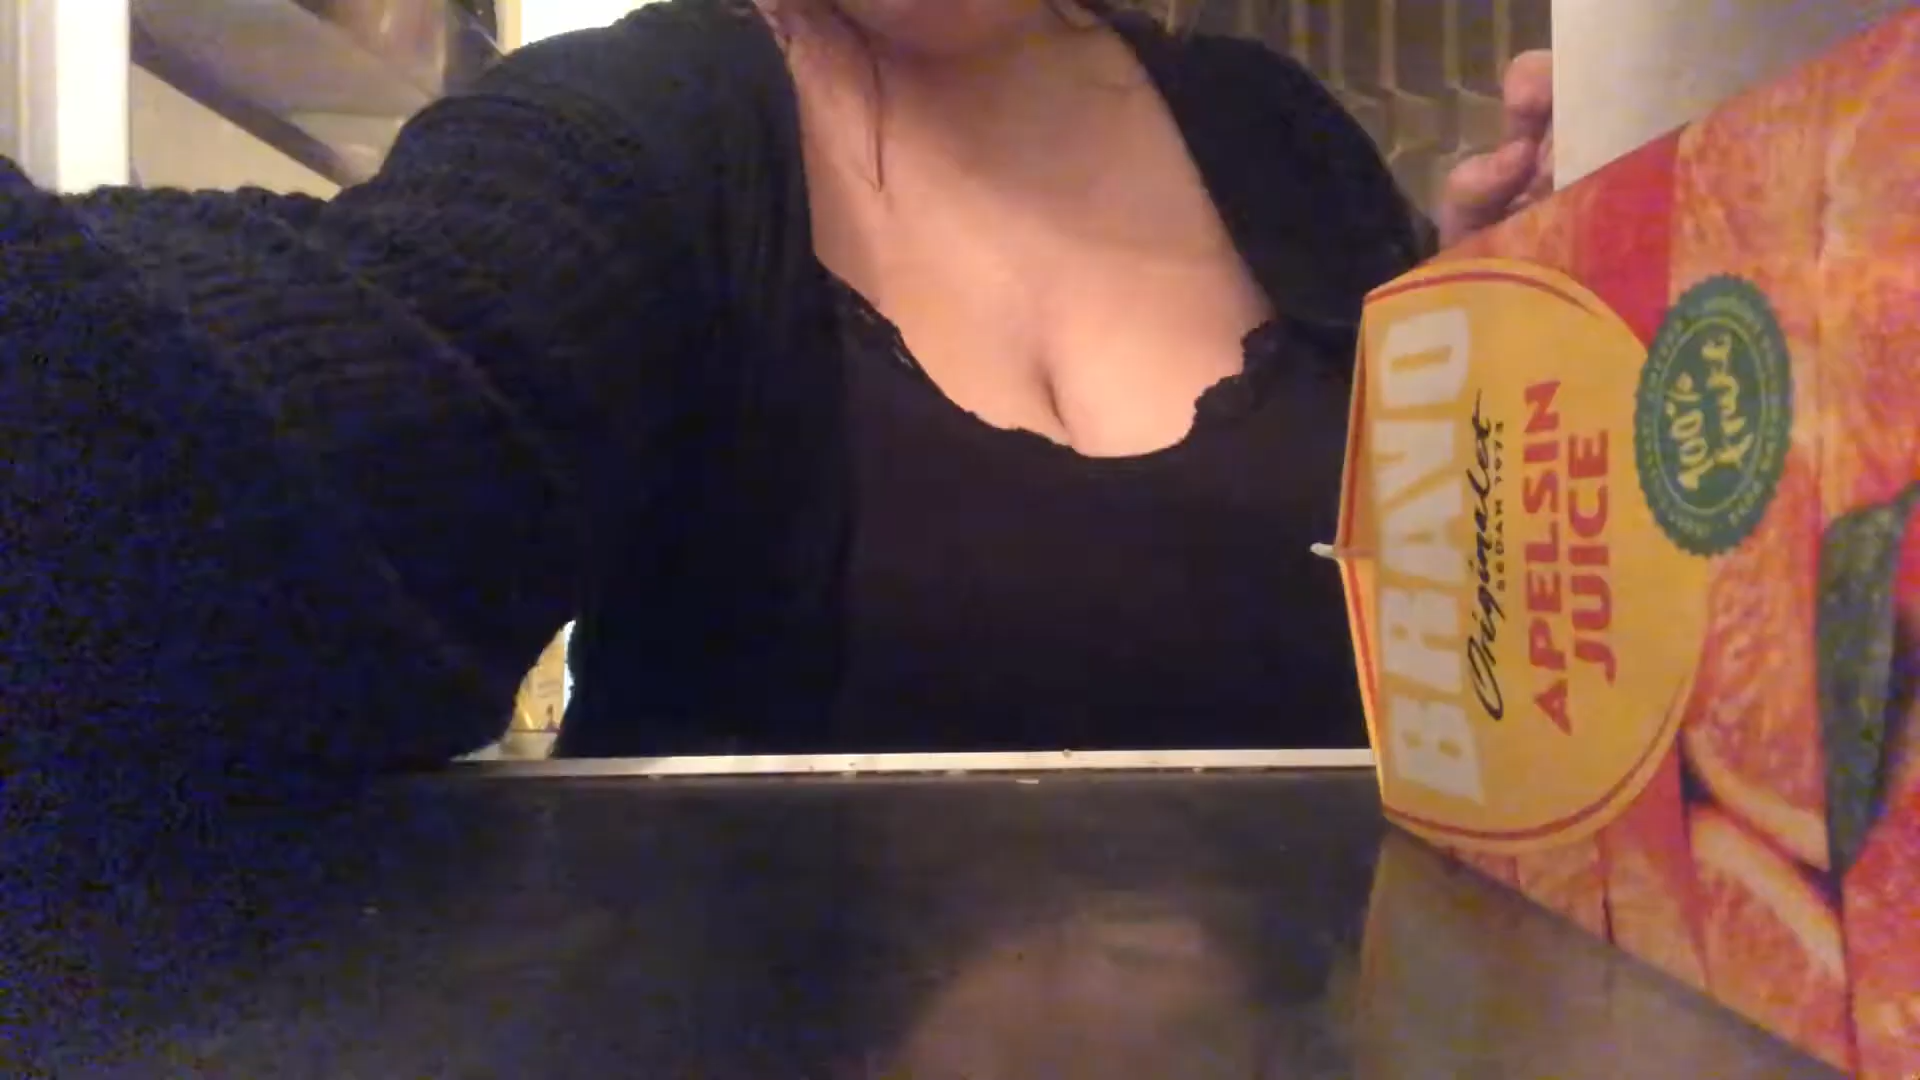 BRAVO
Originalet
SEDAN 1973
APELSIN
JUICE
100%
frukt